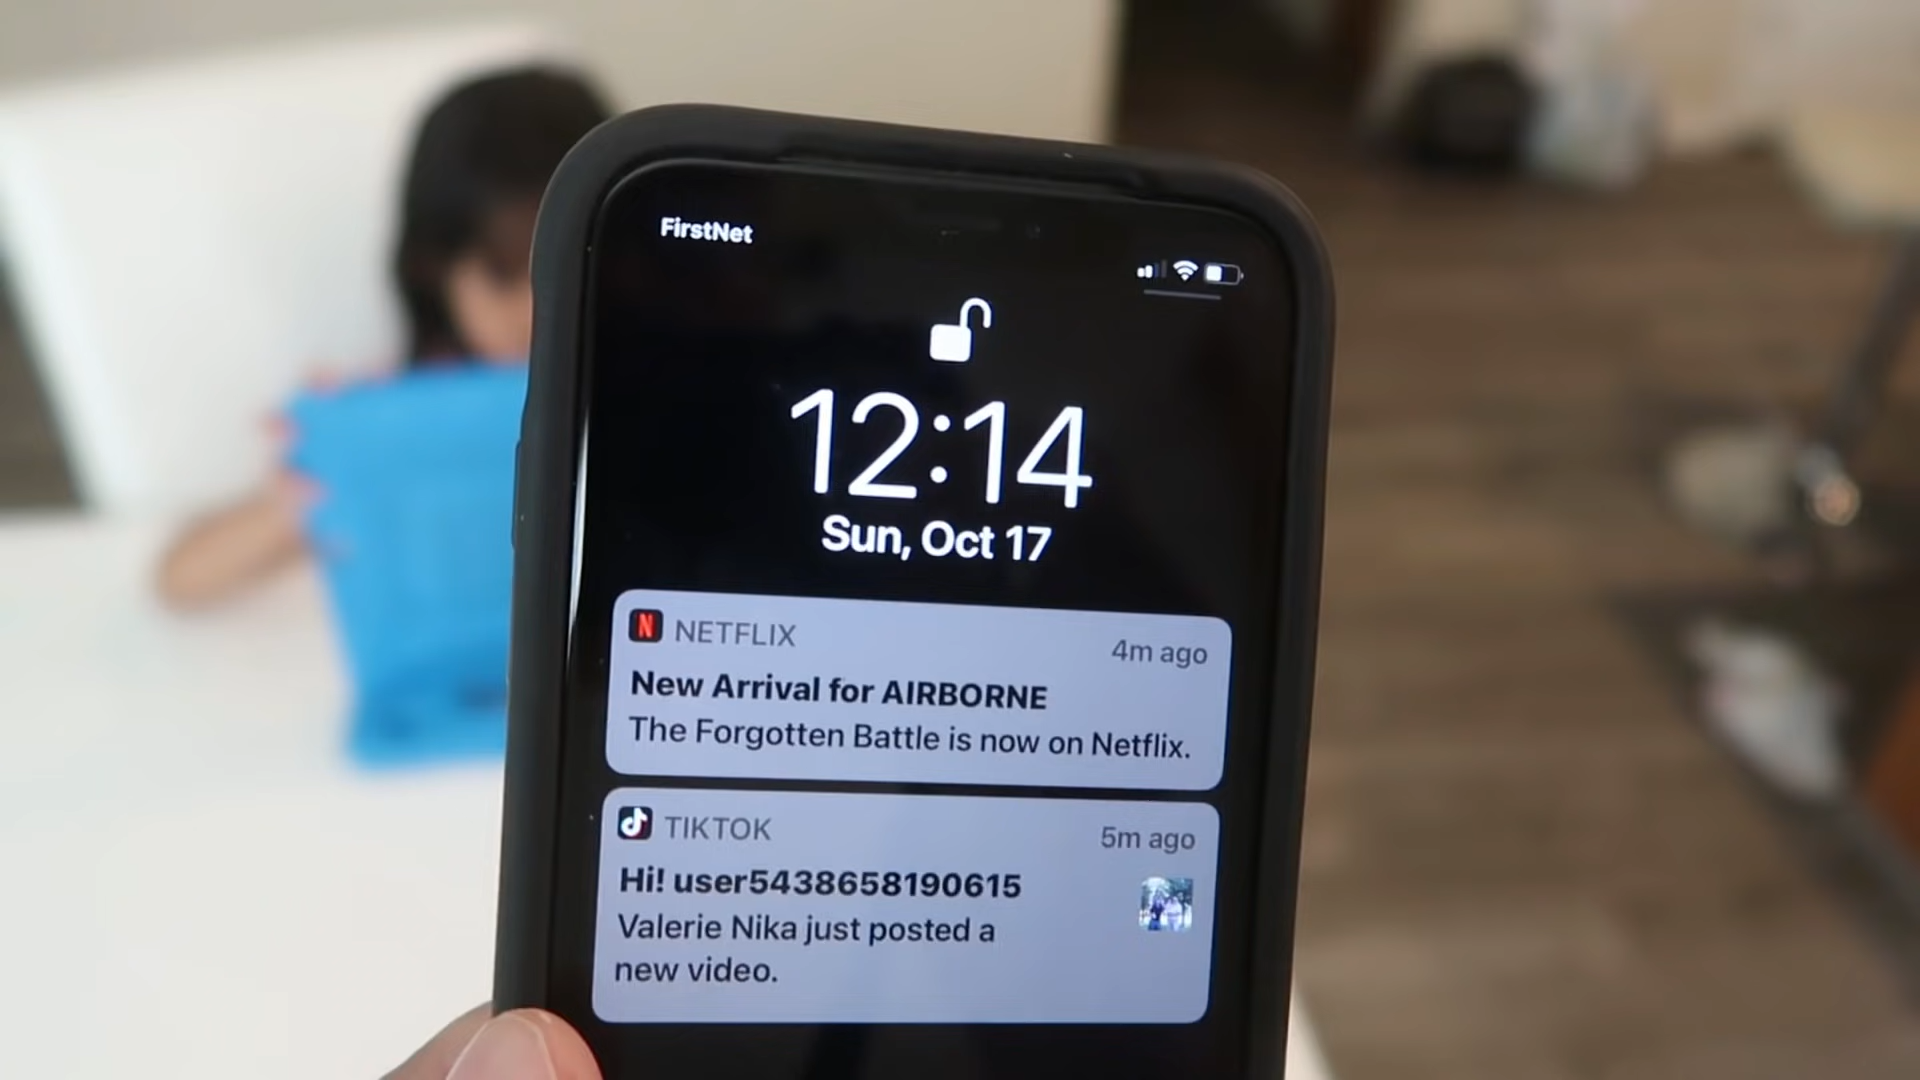 FirstNet
12:14
Sun, Oct 17
NETFLIX
4m ago
New Arrival for AIRBORNE
The Forgotten Battle is now on Netflix.
TIKTOK
5m ago
Hi! user5438658190615
Valerie Nika just posted a
new video.